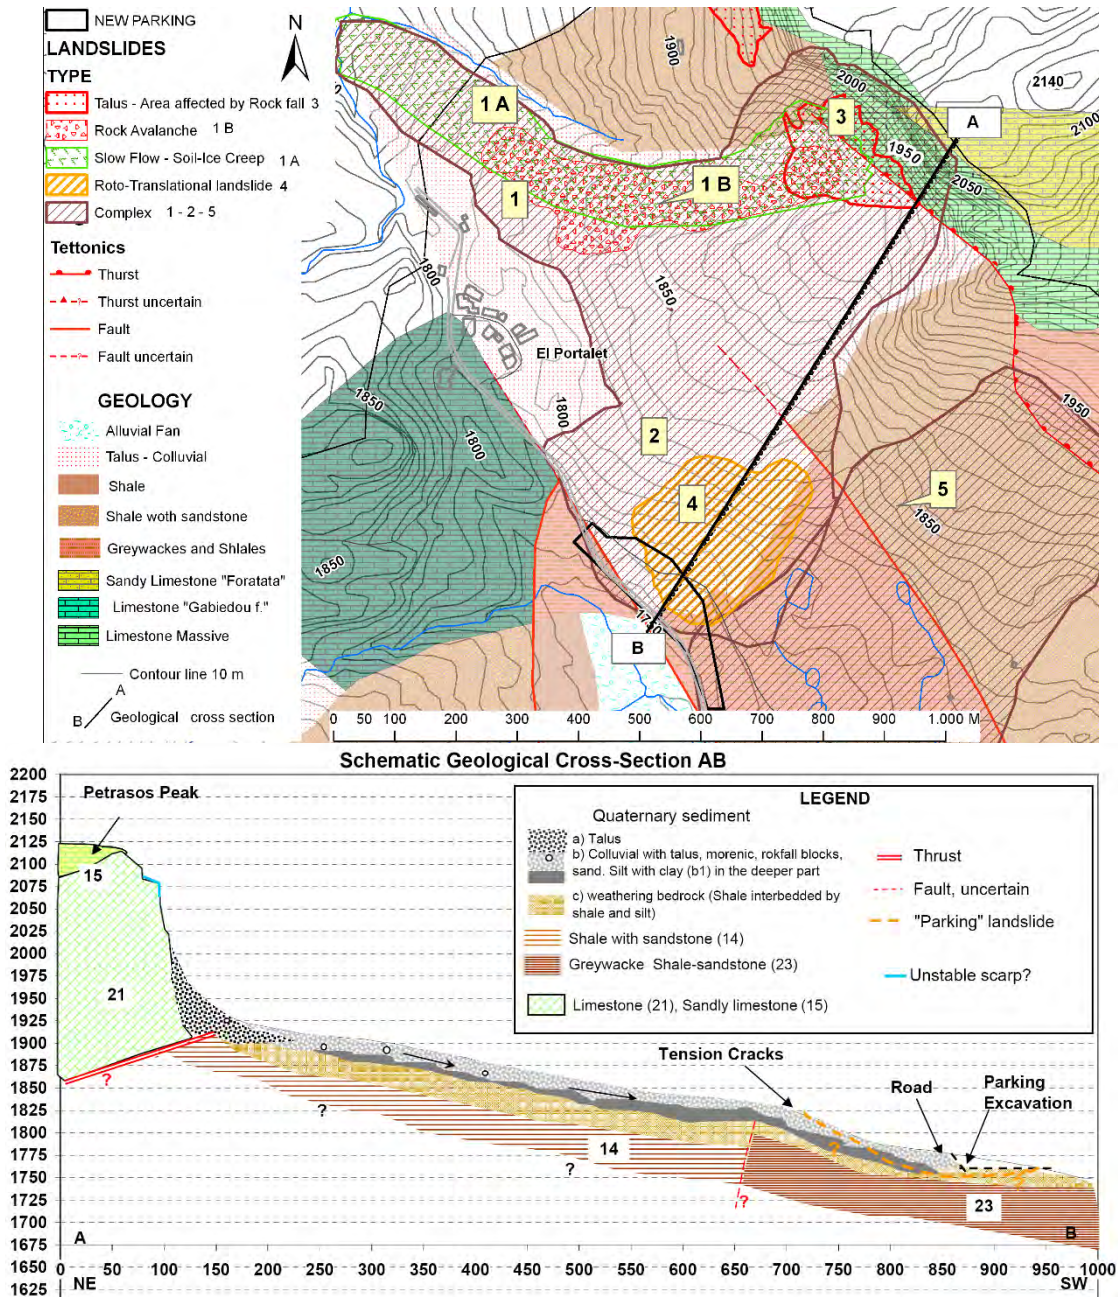 NEW PARKING
LANDSLIDES
TYPE
Talus - Area affected by Rock fall 3
Rock Avalanche 1 B
Slow Flow - Soil-Ice Creep 1 A
Roto-Translational landslide 4
Complex 1 - 2 - 5
Tettonics
Thurst
Thurst uncertain
Fault
Fault uncertain
GEOLOGY
Alluvial Fan
Talus - Colluvial
Shale
Shale woth sandstone
Greywackes and Shlales
Sandy Limestone "Foratata"
Limestone "Gabiedou f."
Limestone Massive
Contour line 10 m
A
B
Geological cross section
N
1900
2000
2140
2100
1 A
3
A
1950
2050
1
1 B
1800
1850
El Portalet
1850
1800
1800
1950
2
4
5
1850
1850
B
0 50 100 200 300 400 500 600 700 800 900 1.000 M
Schematic Geological Cross-Section AB
2200
2175
2150
2125
2100
2075
2050
2025
2000
1975
1950
1925
1900
1875
1850
1825
1800
1775
1750
1725
1700
1675
1650
1625
Petrasos Peak
15
21
LEGEND
Quaternary sediment
a) Talus
b) Colluvial with talus, morenic, rokfall blocks,
sand. Silt with clay (b1) in the deeper part
c) weathering bedrock (Shale interbedded by
shale and silt)
Shale with sandstone (14)
Greywacke Shale-sandstone (23)
Limestone (21), Sandly limestone (15)
Thrust
Fault, uncertain
"Parking" landslide
Unstable scarp?
Tension Cracks
Road
Parking
Excavation
?
?
?
14
?
?
?
23
A
B
0 50 100 150 200 250 300 350 400 450 500 550 600 650 700 750 800 850 900 950 1000
NE
SW